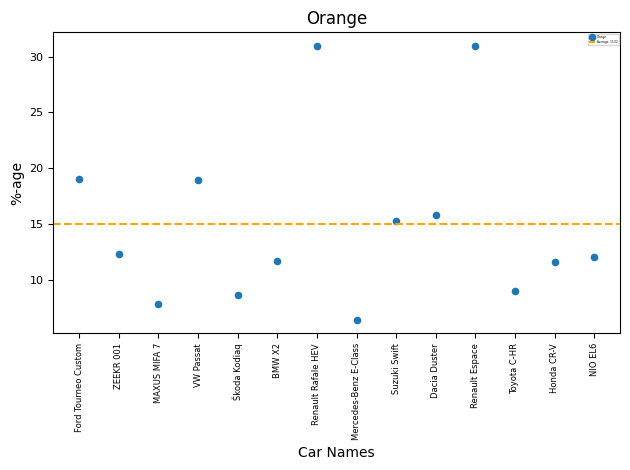 Orange
%-age
30
25
20
15
10
Ford Tourneo Custom
ZEEKR 001
MAXUS MIFA 7
VW Passat
Škoda Kodiaq
BMW X2
Renault Rafale HEV
Mercedes-Benz E-Class
Suzuki Swift
Dacia Duster
Renault Espace
Toyota C-HR
Honda CR-V
NIO EL6
Car Names